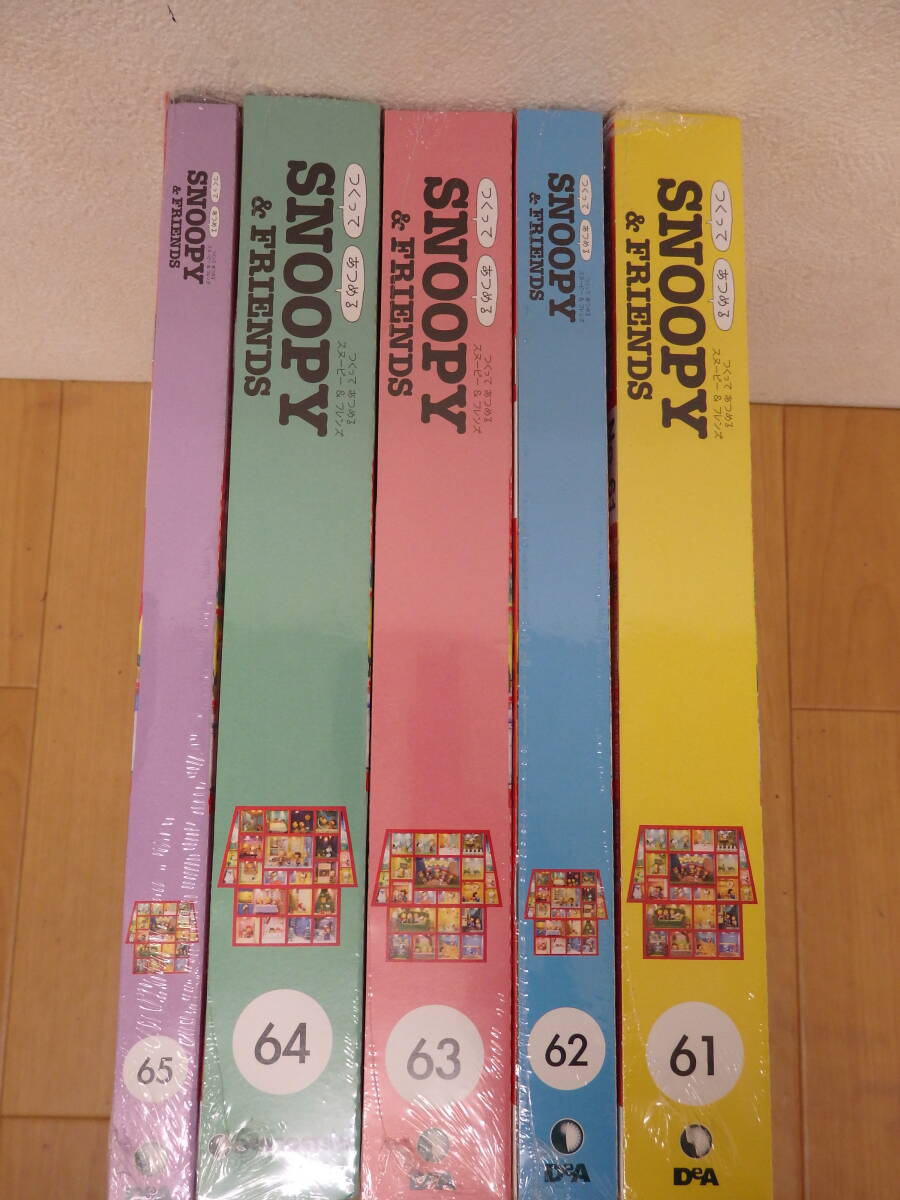 つくって あつめる
SNOOPY
& FRIENDS
つくって あつめる
スヌーピー & フレンズ
65
つくって あつめる
SNOOPY
& FRIENDS
つくって あつめる
スヌーピー & フレンズ
64
つくって あつめる
SNOOPY
& FRIENDS
つくって あつめる
スヌーピー & フレンズ
63
DeA
つくって あつめる
SNOOPY
& FRIENDS
つくって あつめる
スヌーピー & フレンズ
62
DeA
つくって あつめる
SNOOPY
& FRIENDS
つくって あつめる
スヌーピー & フレンズ
61
DeA